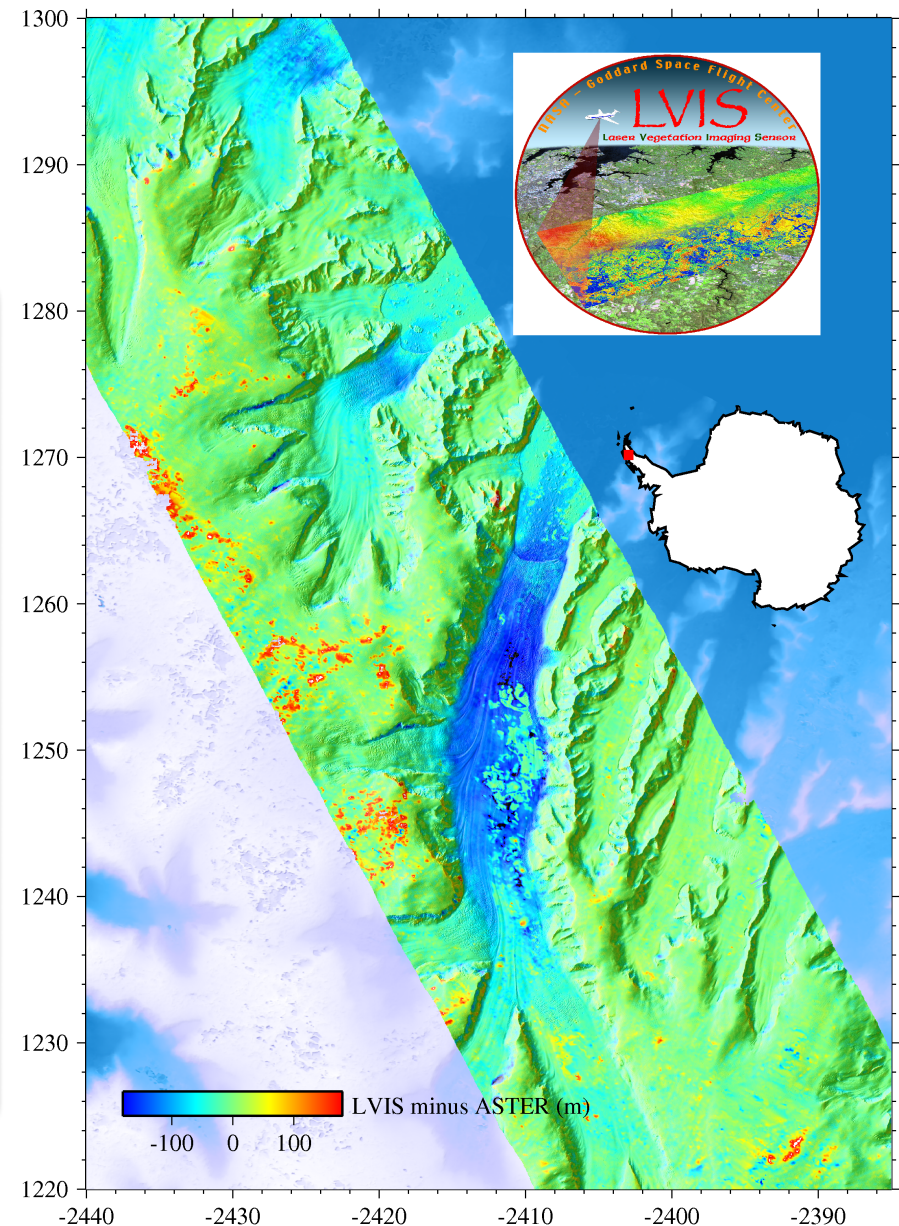 1300
1290
1280
1270
1260
1250
1240
1230
1220
NASA – Goddard Space Flight Center
LVIS
Laser Vegetation Imaging Sensor
LVIS minus ASTER (m)
-100 0 100
-2440 -2430 -2420 -2410 -2400 -2390